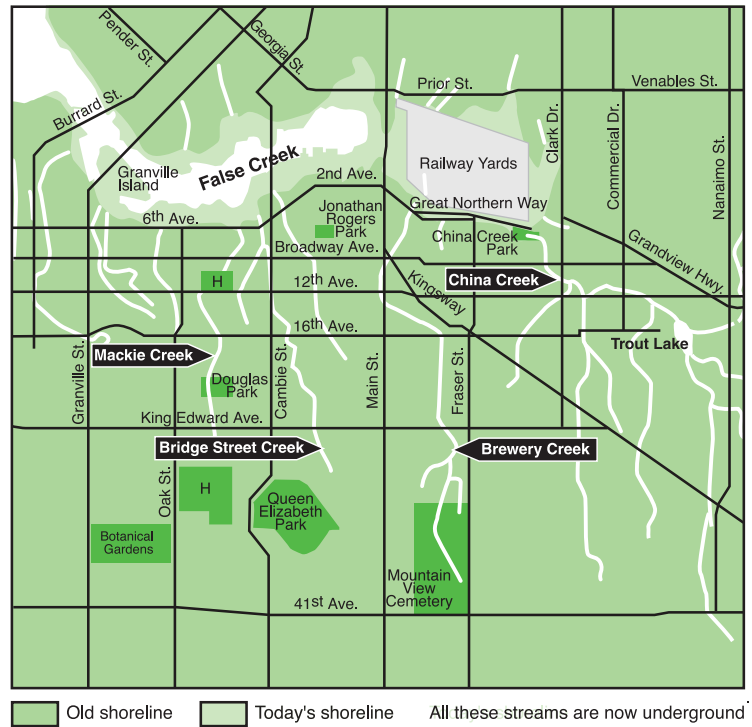 Pender St.
Georgia St.
Burrard St.
Prior St.
Venables St.
Granville
Island
False Creek
Railway Yards
Clark Dr.
Commercial Dr.
Nanaimo St.
2nd Ave.
Great Northern Way
6th Ave.
Jonathan
Rogers
Park
China Creek
Park
Broadway Ave.
Grandview Hwy.
H
12th Ave.
Kingsway
China Creek
16th Ave.
Mackie Creek
Trout Lake
Granville St.
Cambie St.
Main St.
Fraser St.
Douglas
Park
King Edward Ave.
Bridge Street Creek
Brewery Creek
Oak St.
H
Queen
Elizabeth
Park
Botanical
Gardens
Mountain
View
Cemetery
41st Ave.
Old shoreline
Today's shoreline
All these streams are now underground